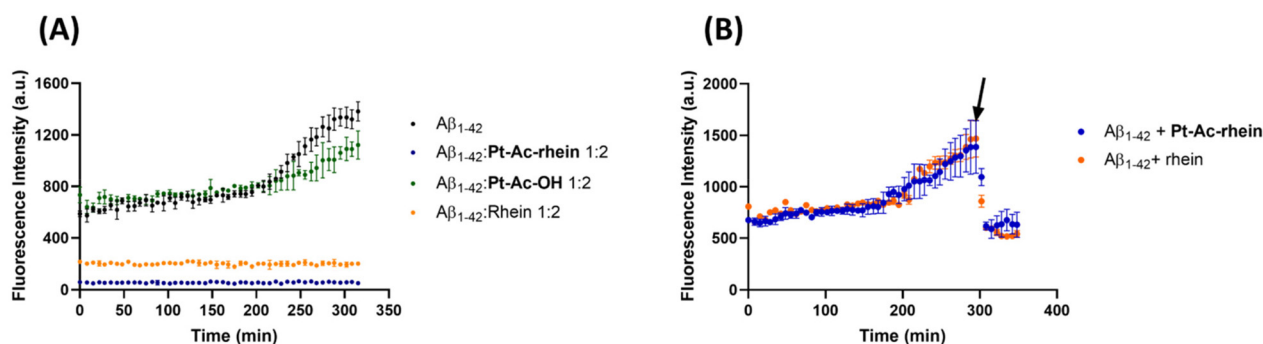 (A)
Fluorescence Intensity (a.u.)
1600
1200
800
400
0
0 50 100 150 200 250 300 350
Time (min)
Aβ₁₋₄₂
Aβ₁₋₄₂:Pt-Ac-rhein 1:2
Aβ₁₋₄₂:Pt-Ac-OH 1:2
Aβ₁₋₄₂:Rhein 1:2
(B)
Fluorescence Intensity (a.u.)
2000
1500
1000
500
0
0 100 200 300 400
Time (min)
Aβ₁₋₄₂ + Pt-Ac-rhein
Aβ₁₋₄₂+ rhein